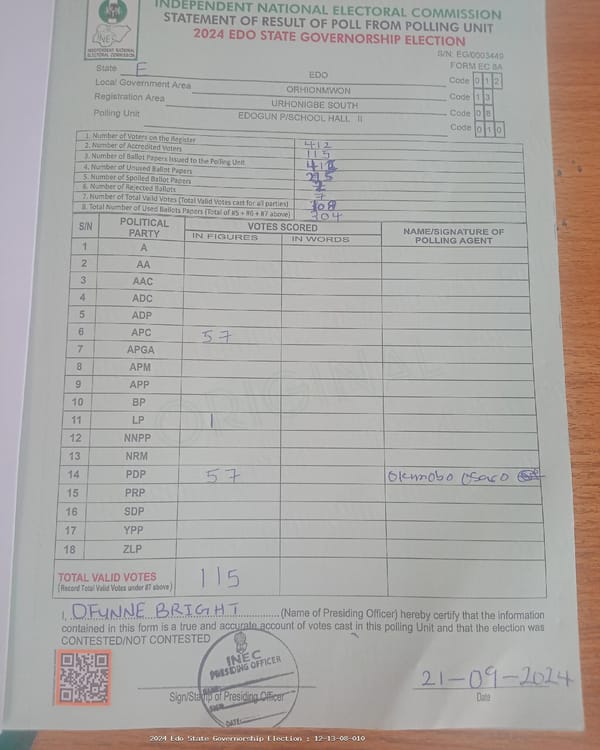 INDEPENDENT NATIONAL ELECTORAL COMMISSION
STATEMENT OF RESULT OF POLL FROM POLLING UNIT
2024 EDO STATE GOVERNORSHIP ELECTION
INEC
INDEPENDENT NATIONAL ELECTORAL COMMISSION
S/N: EG/0003449
FORM EC 8A
State E EDO Code 0 1 2
Local Government Area ORHIONMWON Code 1 3
Registration Area URHONIGBE SOUTH Code 0 8
Polling Unit EDOGUN P/SCHOOL HALL II Code 0 1 0
1. Number of Voters on the Register 412
2. Number of Accredited Voters 115
3. Number of Ballot Papers Issued to the Polling Unit
4. Number of Unused Ballot Papers
5. Number of Spoiled Ballot Papers
6. Number of Rejected Ballots 7
7. Number of Total Valid Votes (Total Valid Votes cast for all parties)
8. Total Number of Used Ballots Papers (Total of #5 + #6 + #7 above)
S/N POLITICAL PARTY VOTES SCORED NAME/SIGNATURE OF POLLING AGENT
IN FIGURES IN WORDS
1 A
2 AA
3 AAC
4 ADC
5 ADP
6 APC 57
7 APGA
8 APM
9 APP
10 BP
11 LP 1
12 NNPP
13 NRM
14 PDP 57
15 PRP
16 SDP
17 YPP
18 ZLP
ORIGINAL
TOTAL VALID VOTES 115
(Record Total Valid Votes under #7 above)
I, OFUNNE BRIGHT (Name of Presiding Officer) hereby certify that the information
contained in this form is a true and accurate account of votes cast in this polling Unit and that the election was
CONTESTED/NOT CONTESTED
INEC
PRESIDING OFFICER
NAME:
SIGN:
DATE:
Sign/Stamp of Presiding Officer
21-09-2024
Date
2024 Edo State Governorship Election : 12-13-08-010